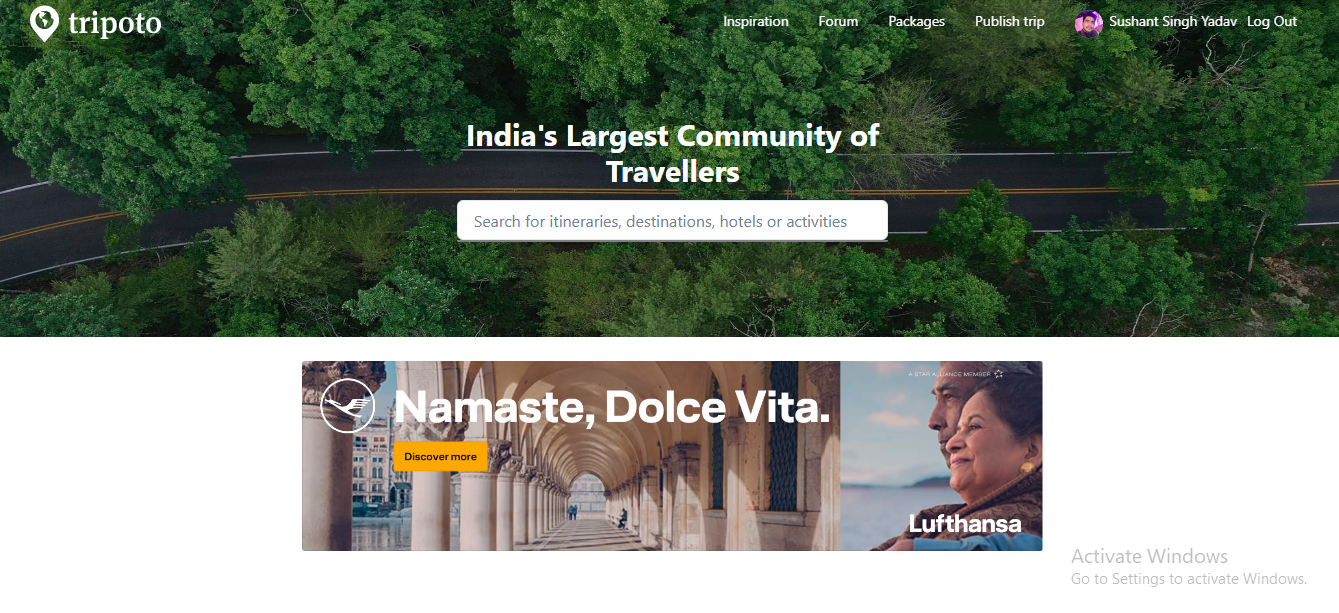 tripoto
Inspiration Forum Packages Publish trip Sushant Singh Yadav Log Out
India's Largest Community of
Travellers
Search for itineraries, destinations, hotels or activities
A STAR ALLIANCE MEMBER
Namaste, Dolce Vita.
Discover more
Lufthansa
Activate Windows
Go to Settings to activate Windows.